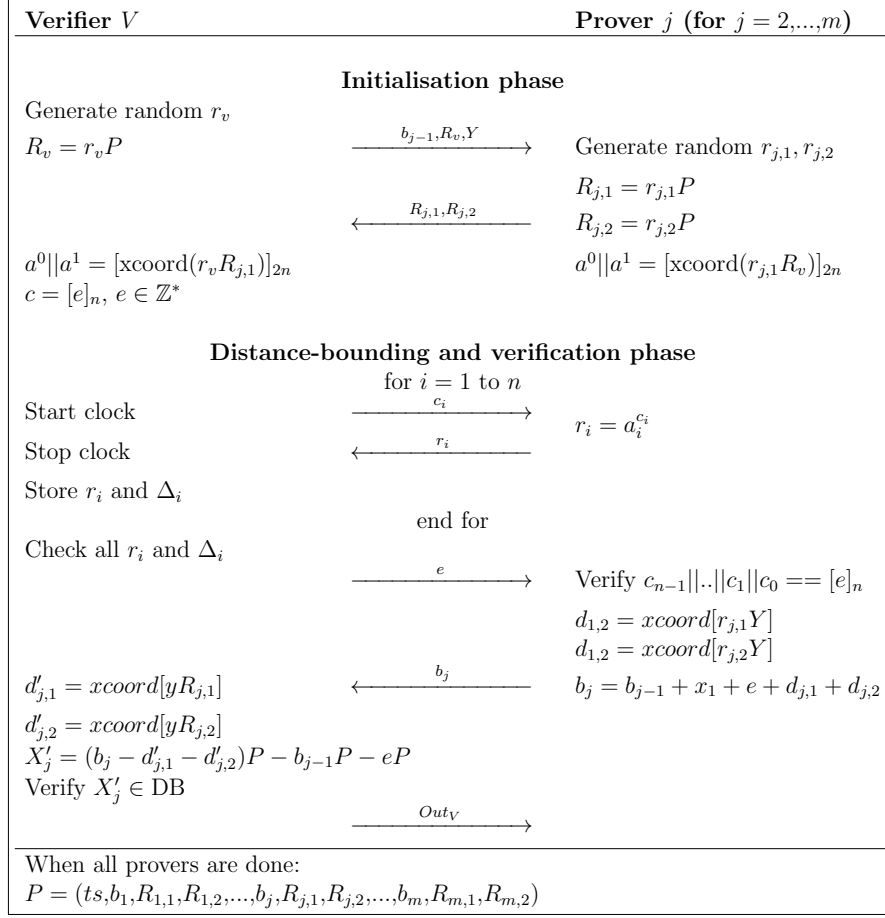 Verifier V Prover j (for j = 2,...,m)
Initialisation phase
Generate random r_v
R_v = r_vP b_{j−1},R_v,Y Generate random r_{j,1}, r_{j,2}
R_{j,1} = r_{j,1}P
R_{j,1},R_{j,2} R_{j,2} = r_{j,2}P
a^0||a^1 = [xcoord(r_vR_{j,1})]_{2n} a^0||a^1 = [xcoord(r_{j,1}R_v)]_{2n}
c = [e]_n, e ∈ ℤ*
Distance-bounding and verification phase
for i = 1 to n
Start clock c_i
r_i = a_i^{c_i}
Stop clock r_i
Store r_i and Δ_i
end for
Check all r_i and Δ_i
e Verify c_{n−1}||..||c_1||c_0 == [e]_n
d_{1,2} = xcoord[r_{j,1}Y]
d_{1,2} = xcoord[r_{j,2}Y]
d′_{j,1} = xcoord[yR_{j,1}] b_j b_j = b_{j−1} + x_1 + e + d_{j,1} + d_{j,2}
d′_{j,2} = xcoord[yR_{j,2}]
X′_j = (b_j − d′_{j,1} − d′_{j,2})P − b_{j−1}P − eP
Verify X′_j ∈ DB
Out_V
When all provers are done:
P = (ts,b_1,R_{1,1},R_{1,2},...,b_j,R_{j,1},R_{j,2},...,b_m,R_{m,1},R_{m,2})